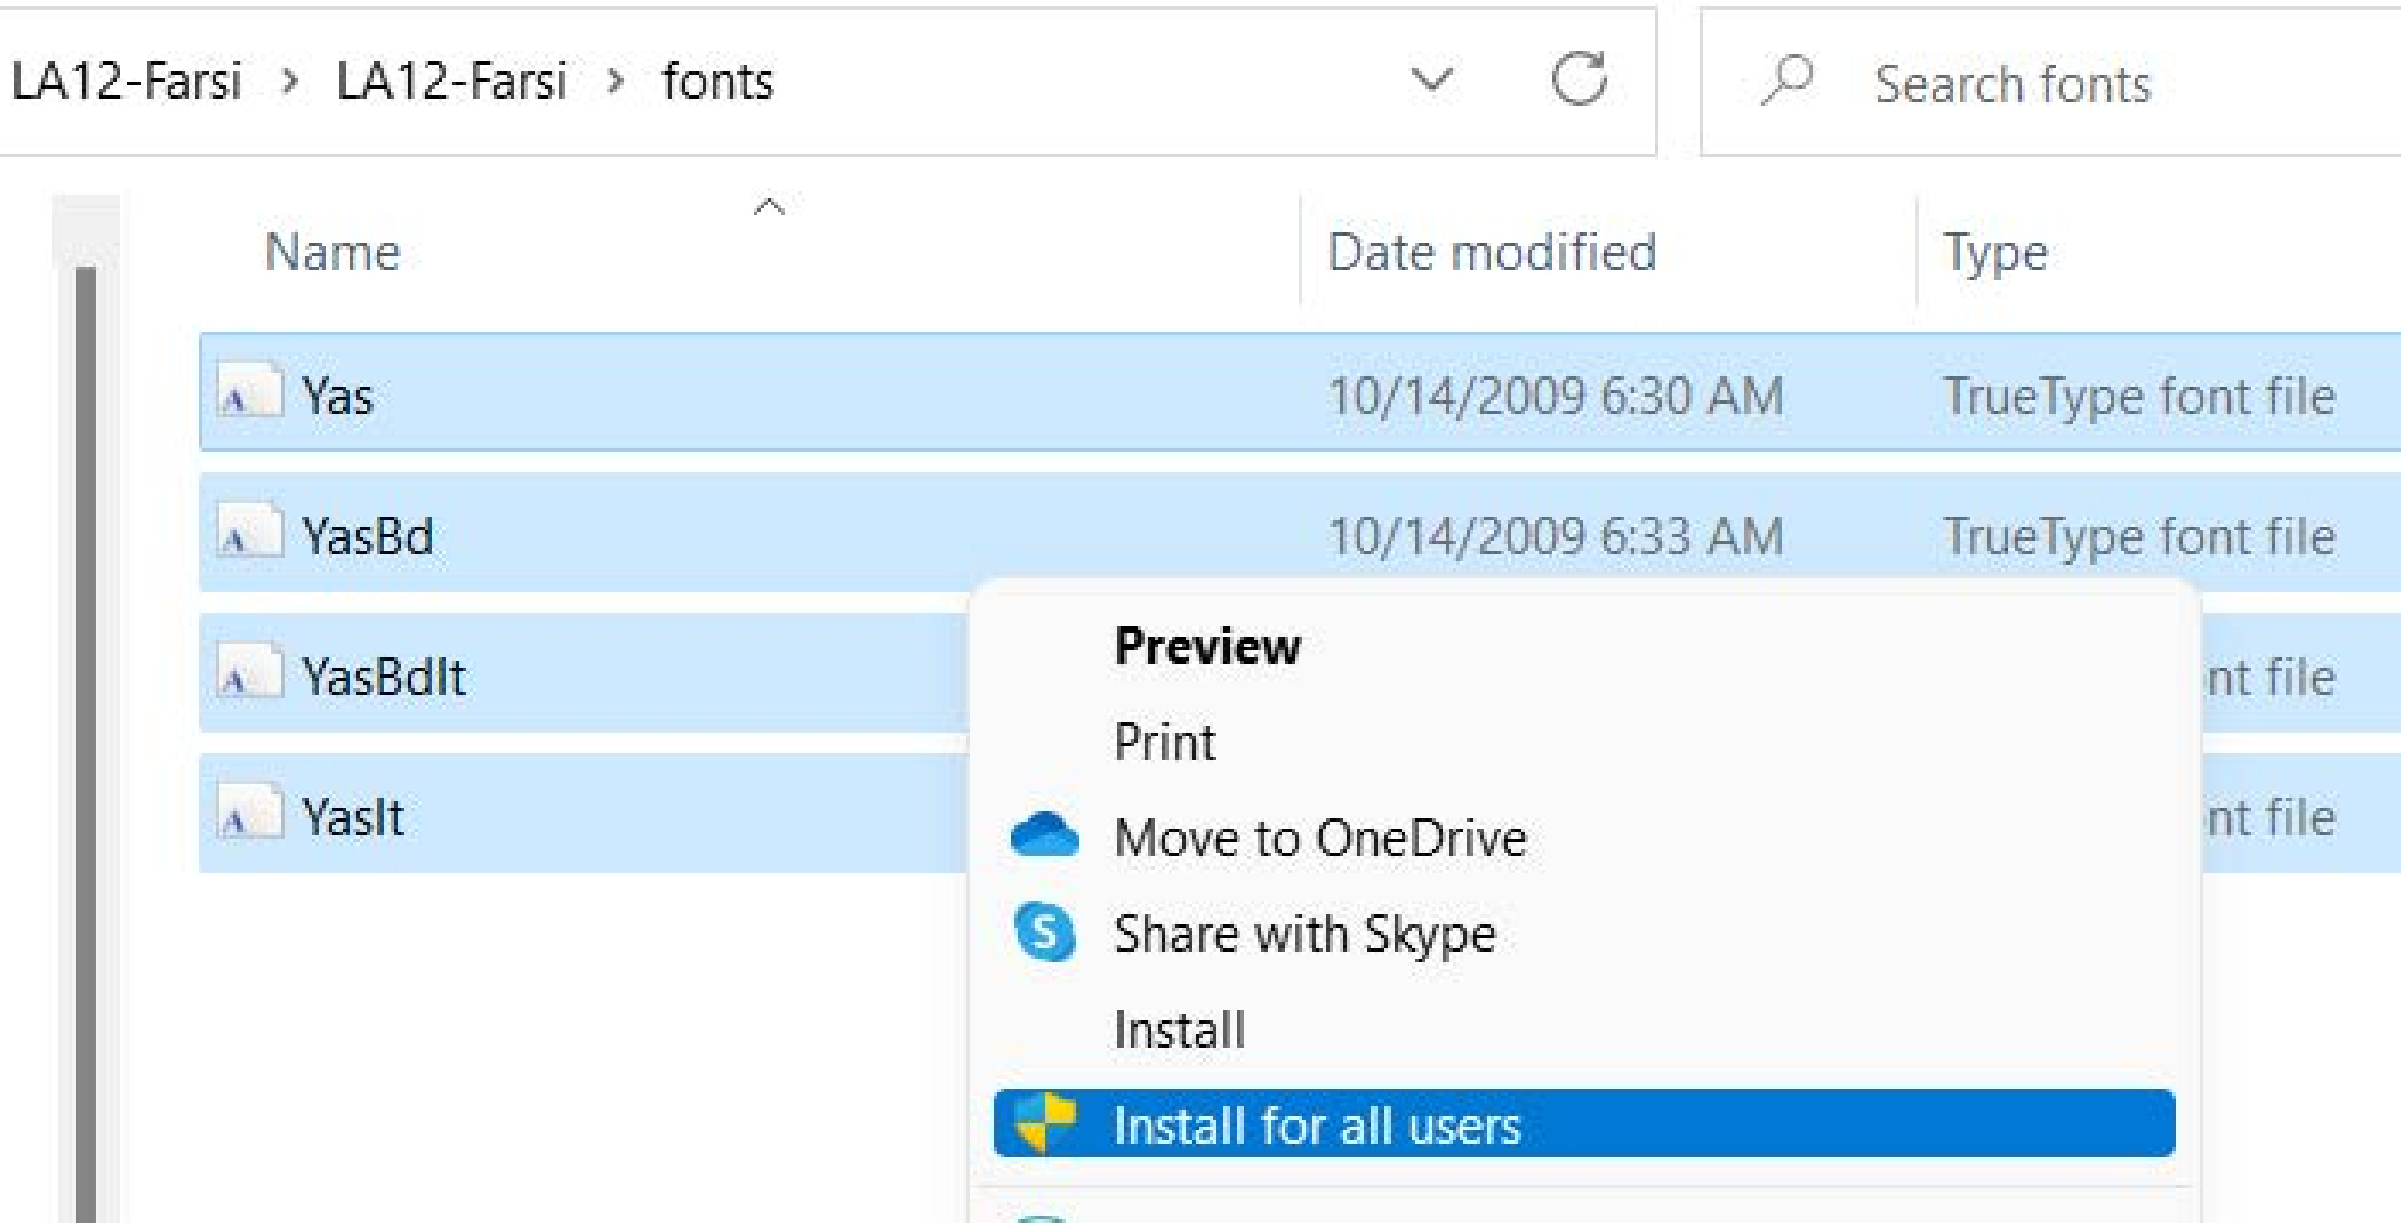 LA12-Farsi › LA12-Farsi › fonts
Search fonts
Name Date modified Type
Yas 10/14/2009 6:30 AM TrueType font file
YasBd 10/14/2009 6:33 AM TrueType font file
YasBdIt nt file
YasIt nt file
Preview
Print
Move to OneDrive
S Share with Skype
Install
Install for all users